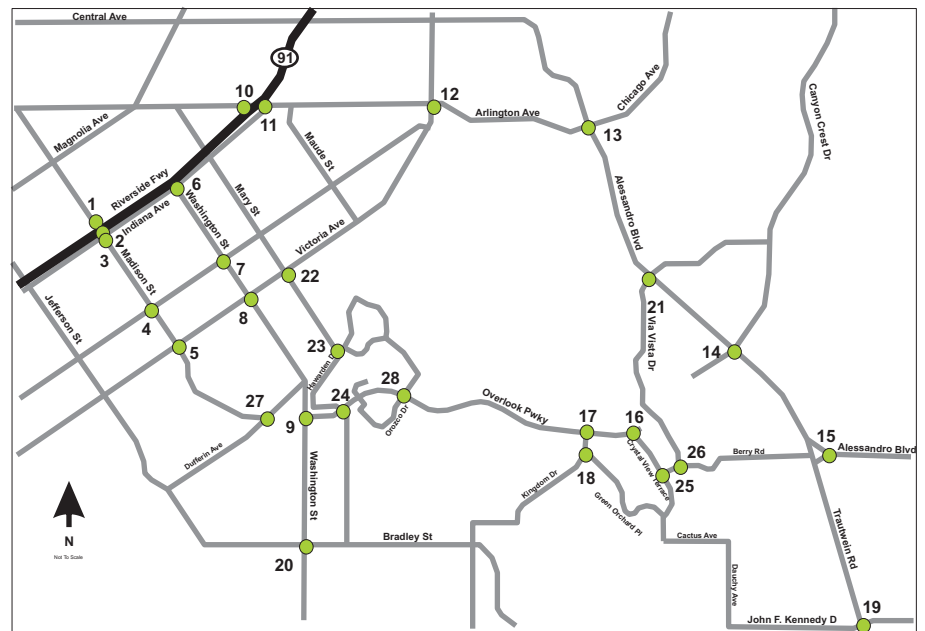 Central Ave
91
10
11
12
Arlington Ave
Chicago Ave
13
Canyon Crest Dr
Magnolia Ave
Maude St
Riverside Fwy
6
1
Indiana Ave
2
3
Washington St
Mary St
Victoria Ave
Alessandro Blvd
Madison St
7
22
8
4
5
21
Via Vista Dr
14
Jefferson St
23
Hawarden D
24
28
Orozco Dr
Overlook Pwky
27
9
17
16
15
Alessandro Blvd
Dufferin Ave
Washington St
26
Berry Rd
25
Crystal View Terrace
18
Kingdom Dr
Green Orchard Pl
N
Not To Scale
Bradley St
20
Cactus Ave
Trautwein Rd
Dauchy Ave
John F. Kennedy D
19